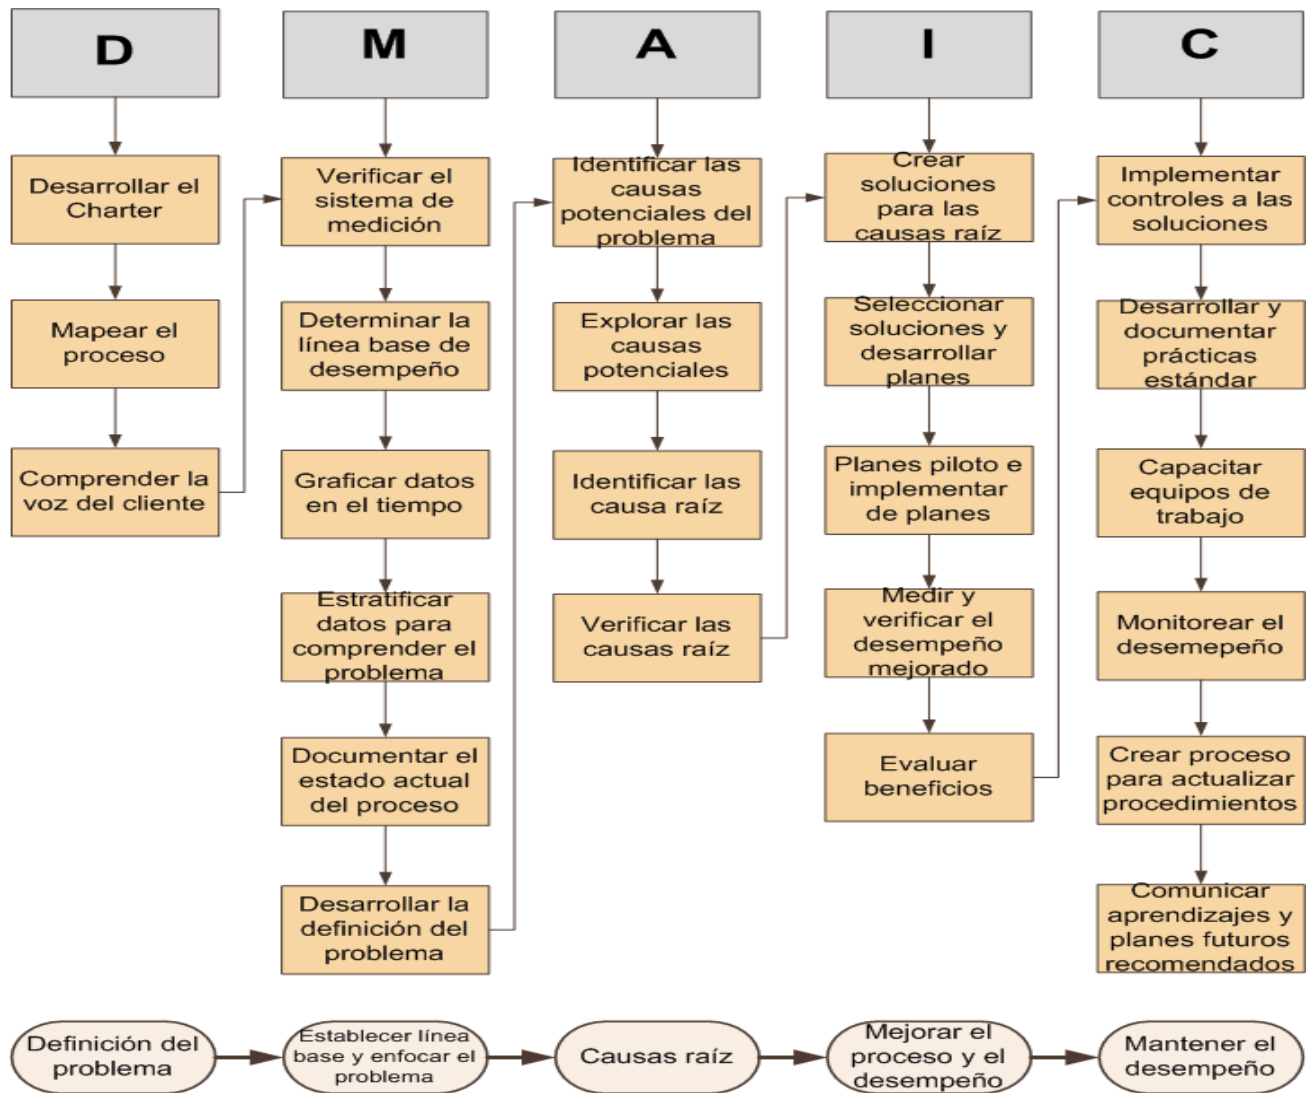 D
Desarrollar el
Charter
Mapear el
proceso
Comprender la
voz del cliente
M
Verificar el
sistema de
medición
Determinar la
línea base de
desempeño
Graficar datos
en el tiempo
Estratificar
datos para
comprender el
problema
Documentar el
estado actual
del proceso
Desarrollar la
definición del
problema
A
Identificar las
causas
potenciales del
problema
Explorar las
causas
potenciales
Identificar las
causa raíz
Verificar las
causas raíz
I
Crear
soluciones
para las
causas raíz
Seleccionar
soluciones y
desarrollar
planes
Planes piloto e
implementar
de planes
Medir y
verificar el
desempeño
mejorado
Evaluar
beneficios
C
Implementar
controles a las
soluciones
Desarrollar y
documentar
prácticas
estándar
Capacitar
equipos de
trabajo
Monitorear el
desemepeño
Crear proceso
para actualizar
procedimientos
Comunicar
aprendizajes y
planes futuros
recomendados
Definición del
problema
Establecer línea
base y enfocar el
problema
Causas raíz
Mejorar el
proceso y el
desempeño
Mantener el
desempeño